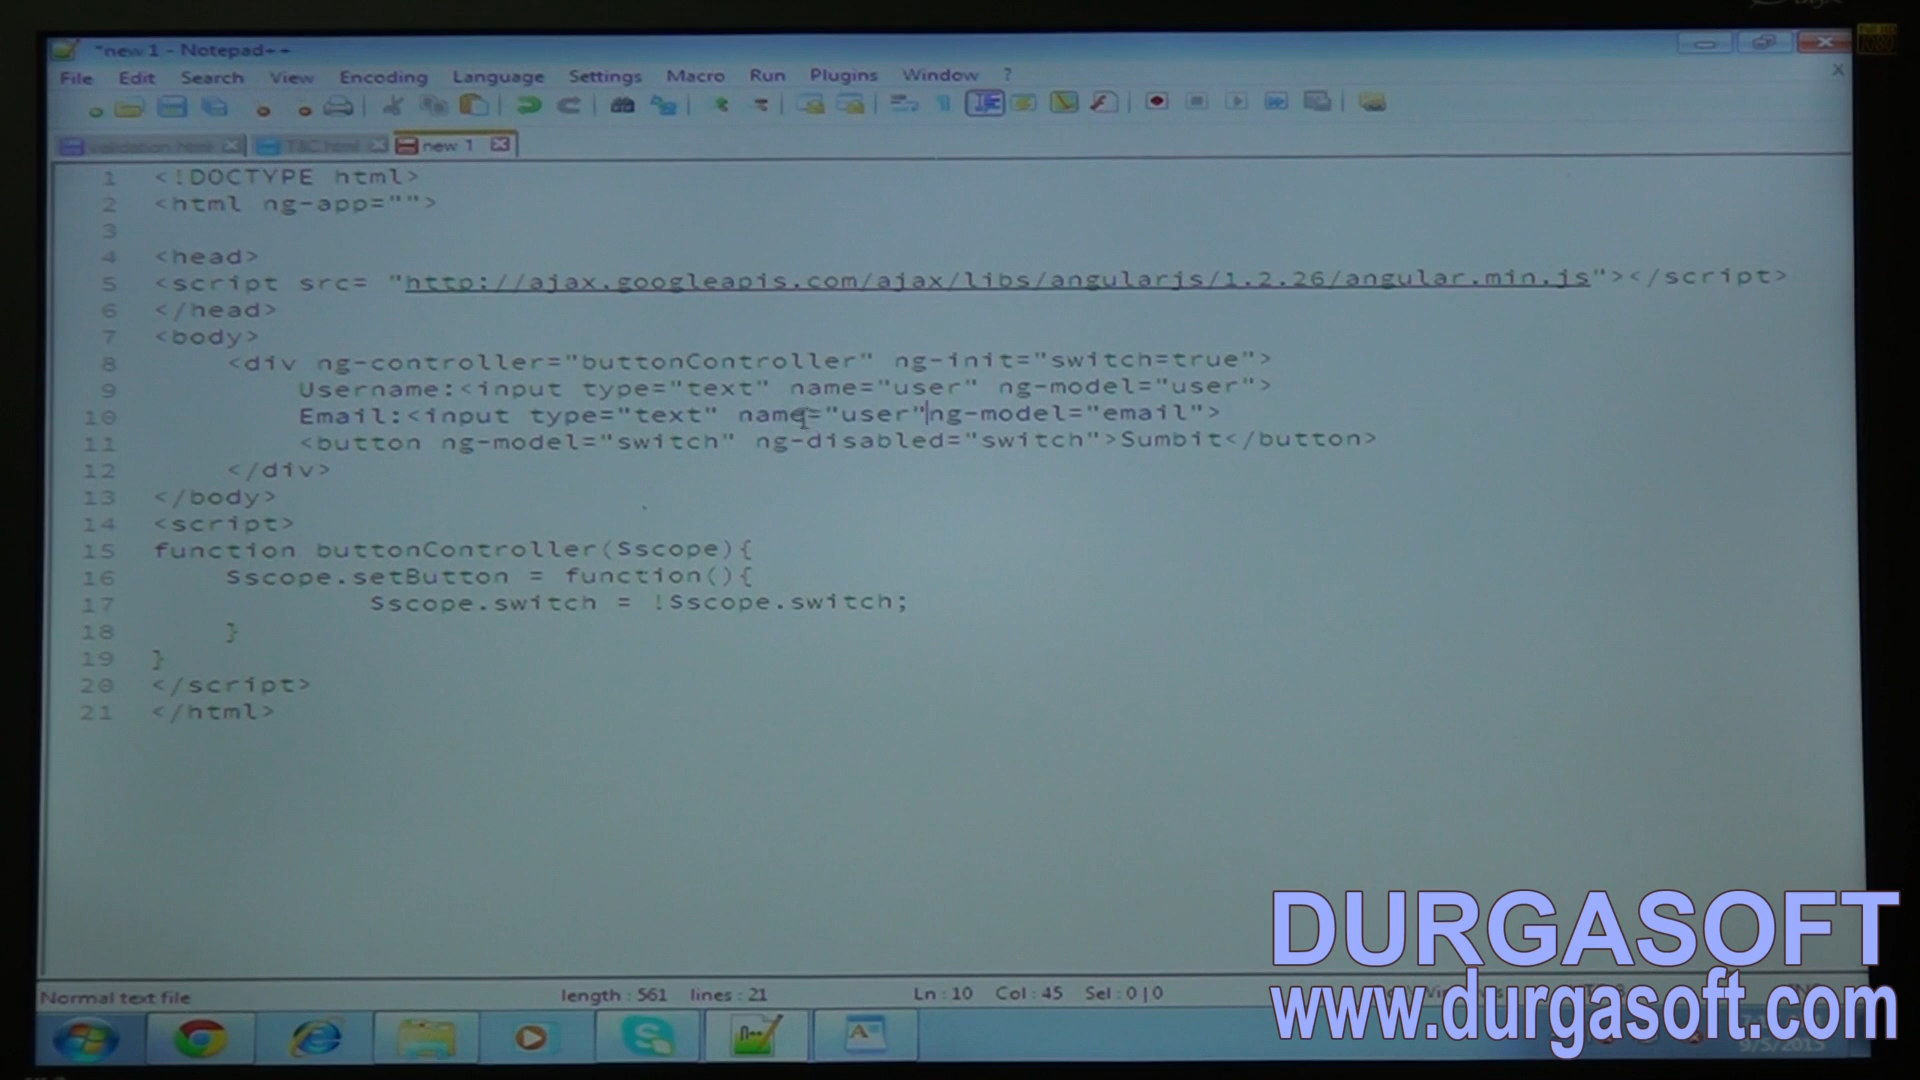 *new 1 - Notepad++
File Edit Search View Encoding Language Settings Macro Run Plugins Window ?
validation.html T&C.html new 1
1 <!DOCTYPE html>
2 <html ng-app="">
3
4 <head>
5 <script src= "http://ajax.googleapis.com/ajax/libs/angularjs/1.2.26/angular.min.js"></script>
6 </head>
7 <body>
8 <div ng-controller="buttonController" ng-init="switch=true">
9 Username:<input type="text" name="user" ng-model="user">
10 Email:<input type="text" name="user"ng-model="email">
11 <button ng-model="switch" ng-disabled="switch">Sumbit</button>
12 </div>
13 </body>
14 <script>
15 function buttonController($scope){
16 $scope.setButton = function(){
17 $scope.switch = !$scope.switch;
18 }
19 }
20 </script>
21 </html>
DURGASOFT
www.durgasoft.com
Normal text file length : 561 lines : 21 Ln : 10 Col : 45 Sel : 0 | 0
9/5/2015